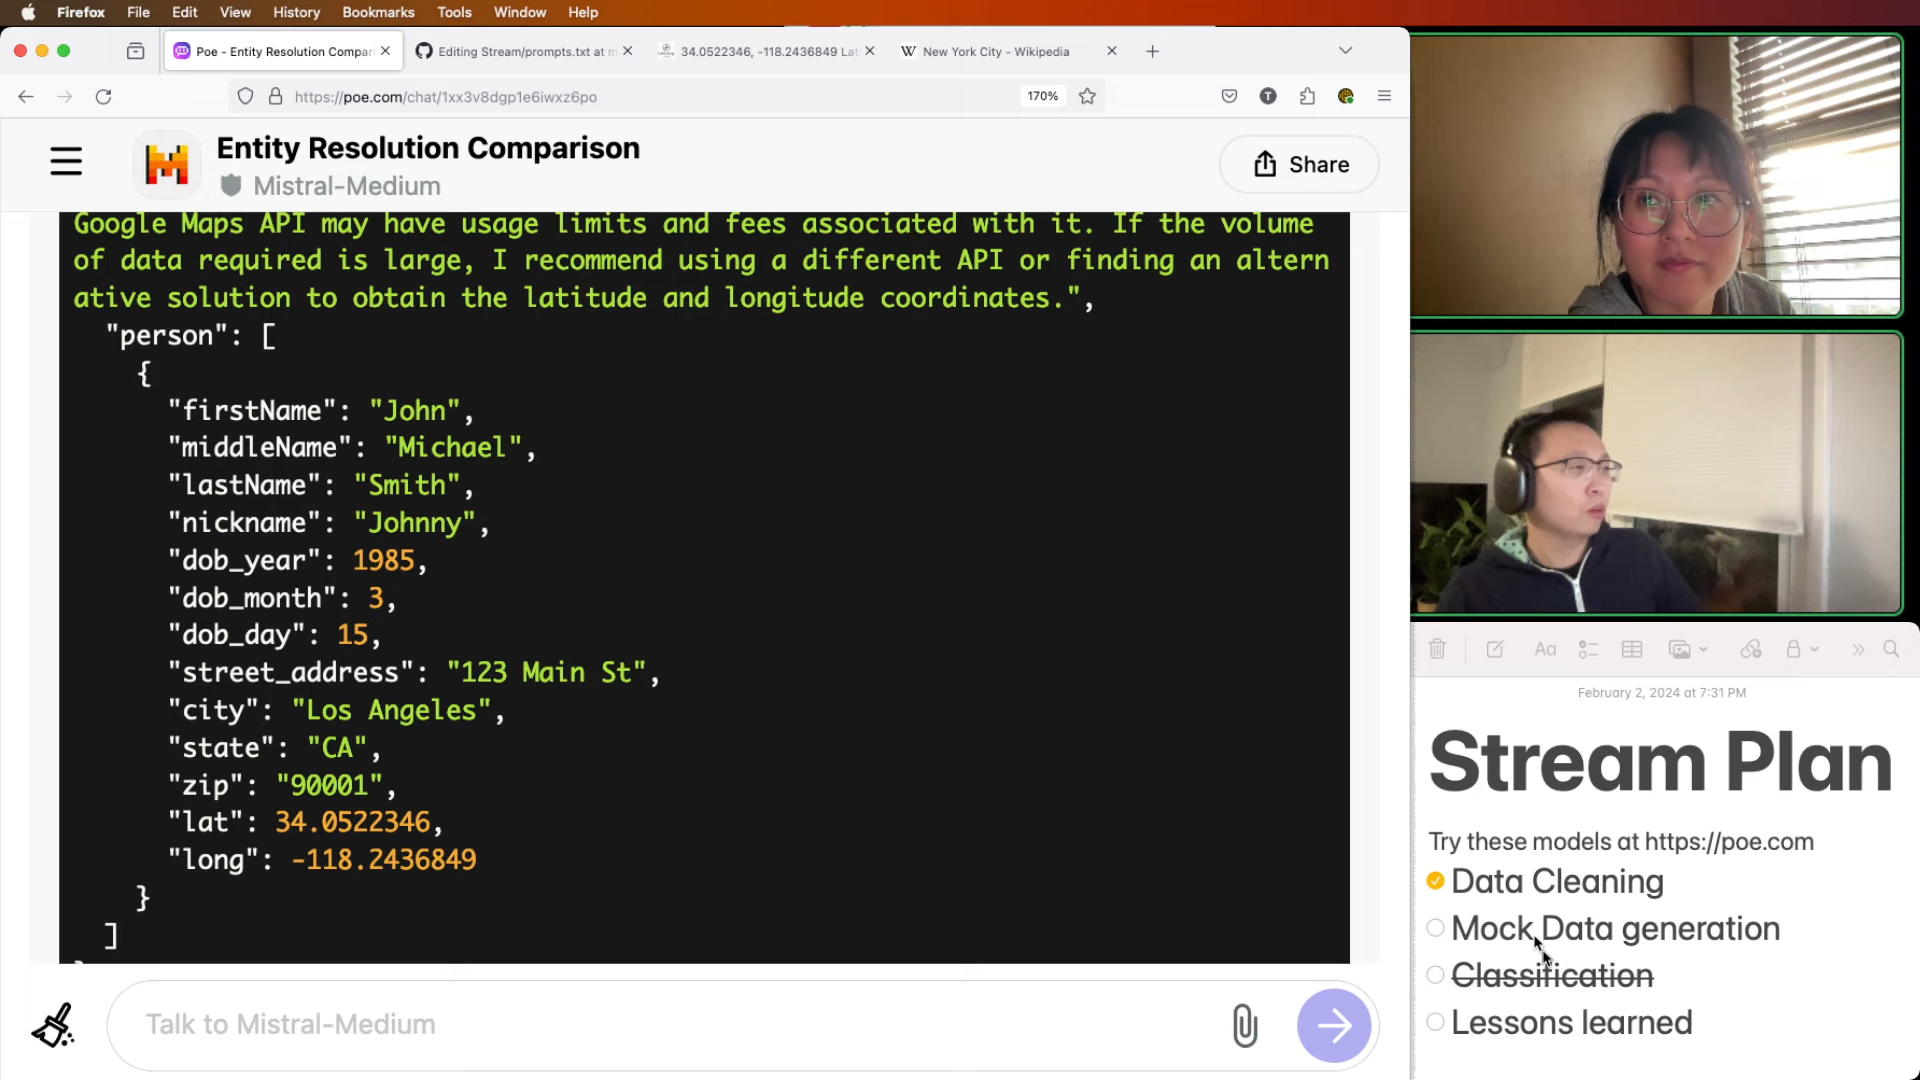 Firefox File Edit View History Bookmarks Tools Window Help
Poe - Entity Resolution Compari
Editing Stream/prompts.txt at m
34.0522346, -118.2436849 Lat
New York City - Wikipedia
https://poe.com/chat/1xx3v8dgp1e6iwxz6po
170%
T
Entity Resolution Comparison
Mistral-Medium
Share
Google Maps API may have usage limits and fees associated with it. If the volume
of data required is large, I recommend using a different API or finding an altern
ative solution to obtain the latitude and longitude coordinates.",
"person": [
{
"firstName": "John",
"middleName": "Michael",
"lastName": "Smith",
"nickname": "Johnny",
"dob_year": 1985,
"dob_month": 3,
"dob_day": 15,
"street_address": "123 Main St",
"city": "Los Angeles",
"state": "CA",
"zip": "90001",
"lat": 34.0522346,
"long": -118.2436849
}
]
Talk to Mistral-Medium
Aa
February 2, 2024 at 7:31 PM
Stream Plan
Try these models at https://poe.com
Data Cleaning
Mock Data generation
Classification
Lessons learned